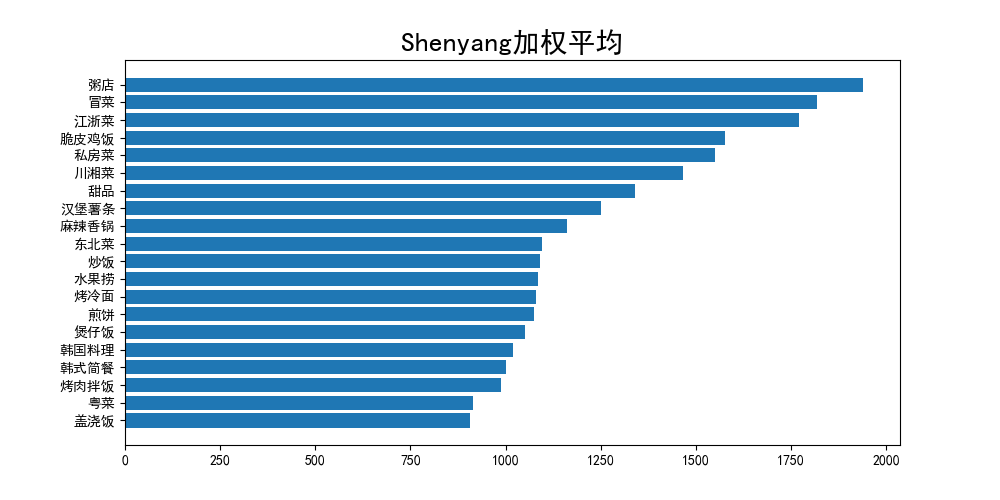 Shenyang加权平均
粥店
冒菜
江浙菜
脆皮鸡饭
私房菜
川湘菜
甜品
汉堡薯条
麻辣香锅
东北菜
炒饭
水果捞
烤冷面
煎饼
煲仔饭
韩国料理
韩式简餐
烤肉拌饭
粤菜
盖浇饭
0 250 500 750 1000 1250 1500 1750 2000